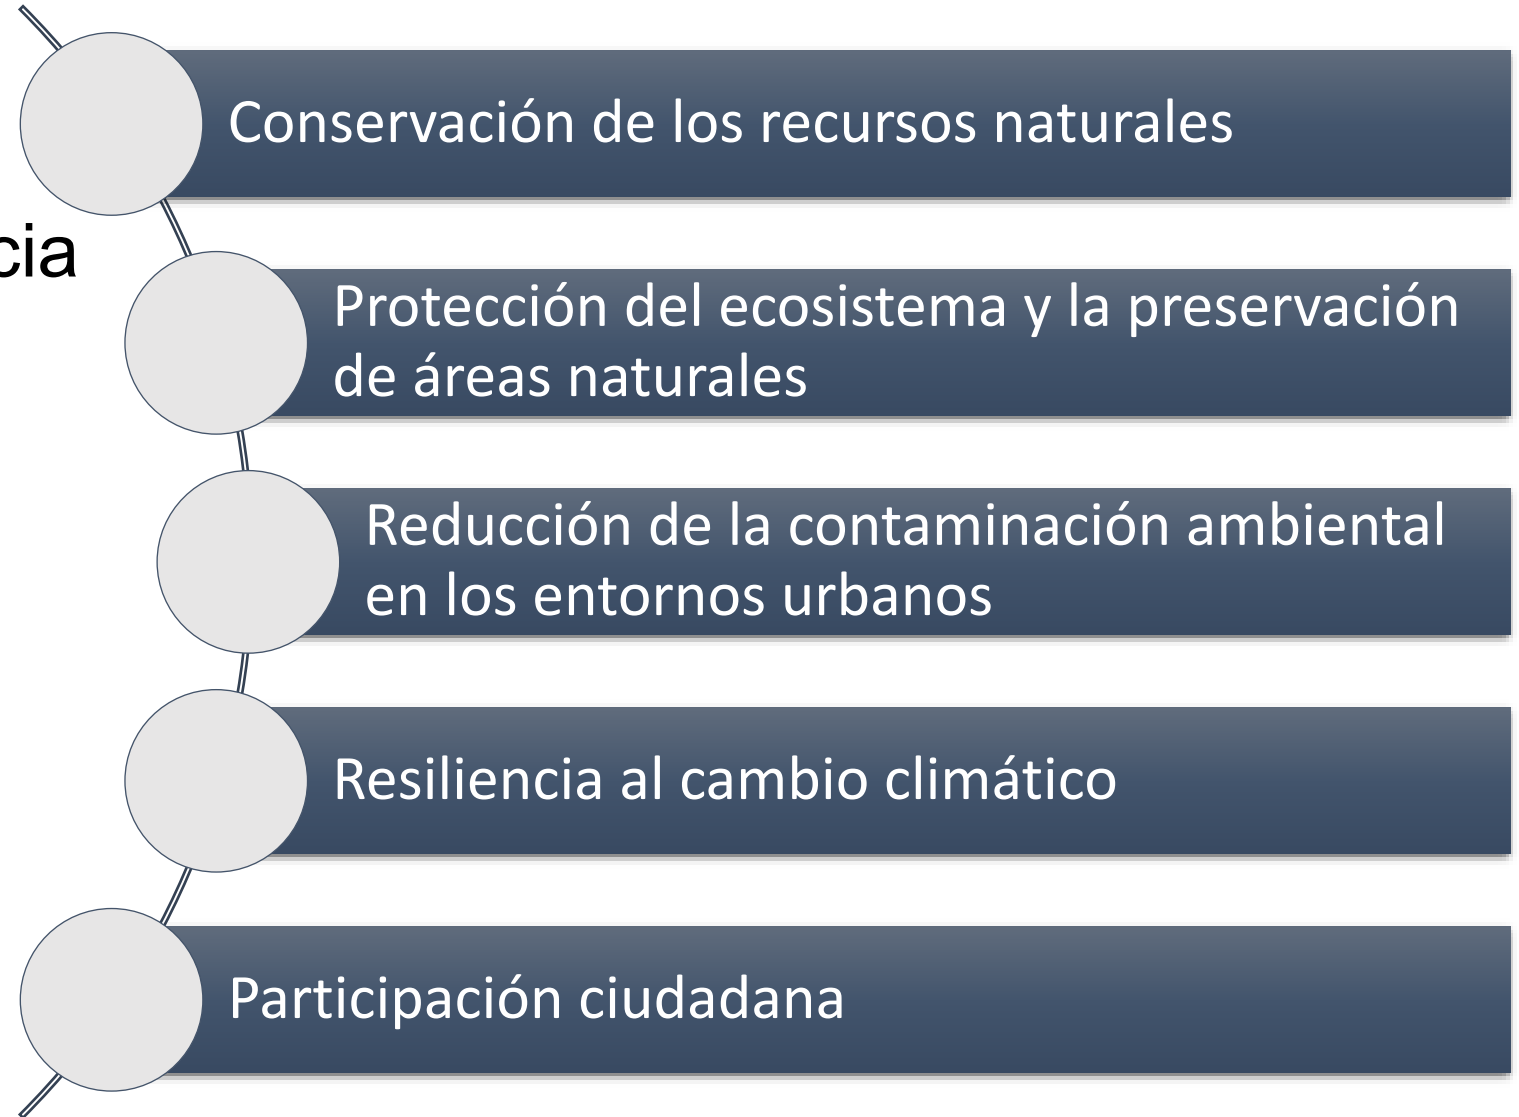 Conservación de los recursos naturales
cia
Protección del ecosistema y la preservación
de áreas naturales
Reducción de la contaminación ambiental
en los entornos urbanos
Resiliencia al cambio climático
Participación ciudadana